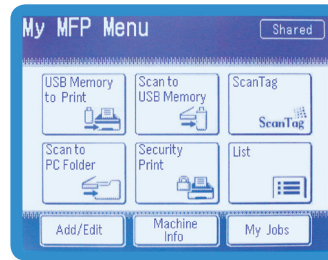 My MFP Menu
Shared
USB Memory
to Print
Scan to
USB Memory
ScanTag
ScanTag
Scan to
PC Folder
Security
Print
List
Add/Edit
Machine
Info
My Jobs